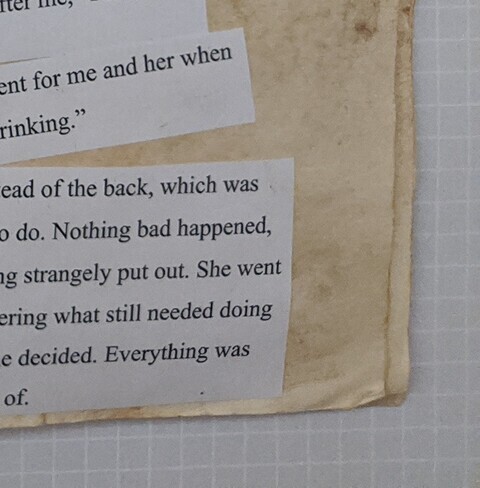 fter me,
ent for me and her when
rinking.”
ead of the back, which was
o do. Nothing bad happened,
ng strangely put out. She went
ering what still needed doing
e decided. Everything was
of.